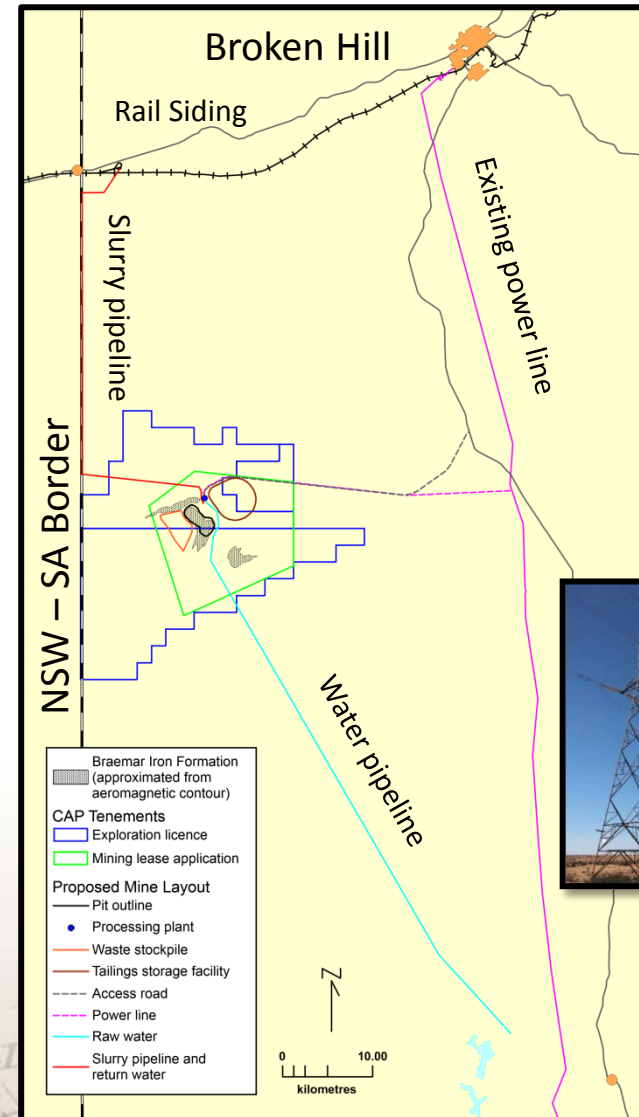 Broken Hill
Rail Siding
Slurry pipeline
Existing power line
NSW – SA Border
Water pipeline
Braemar Iron Formation
(approximated from
aeromagnetic contour)
CAP Tenements
Exploration licence
Mining lease application
Proposed Mine Layout
Pit outline
Processing plant
Waste stockpile
Tailings storage facility
Access road
Power line
Raw water
Slurry pipeline and
return water
N
0 10.00
kilometres